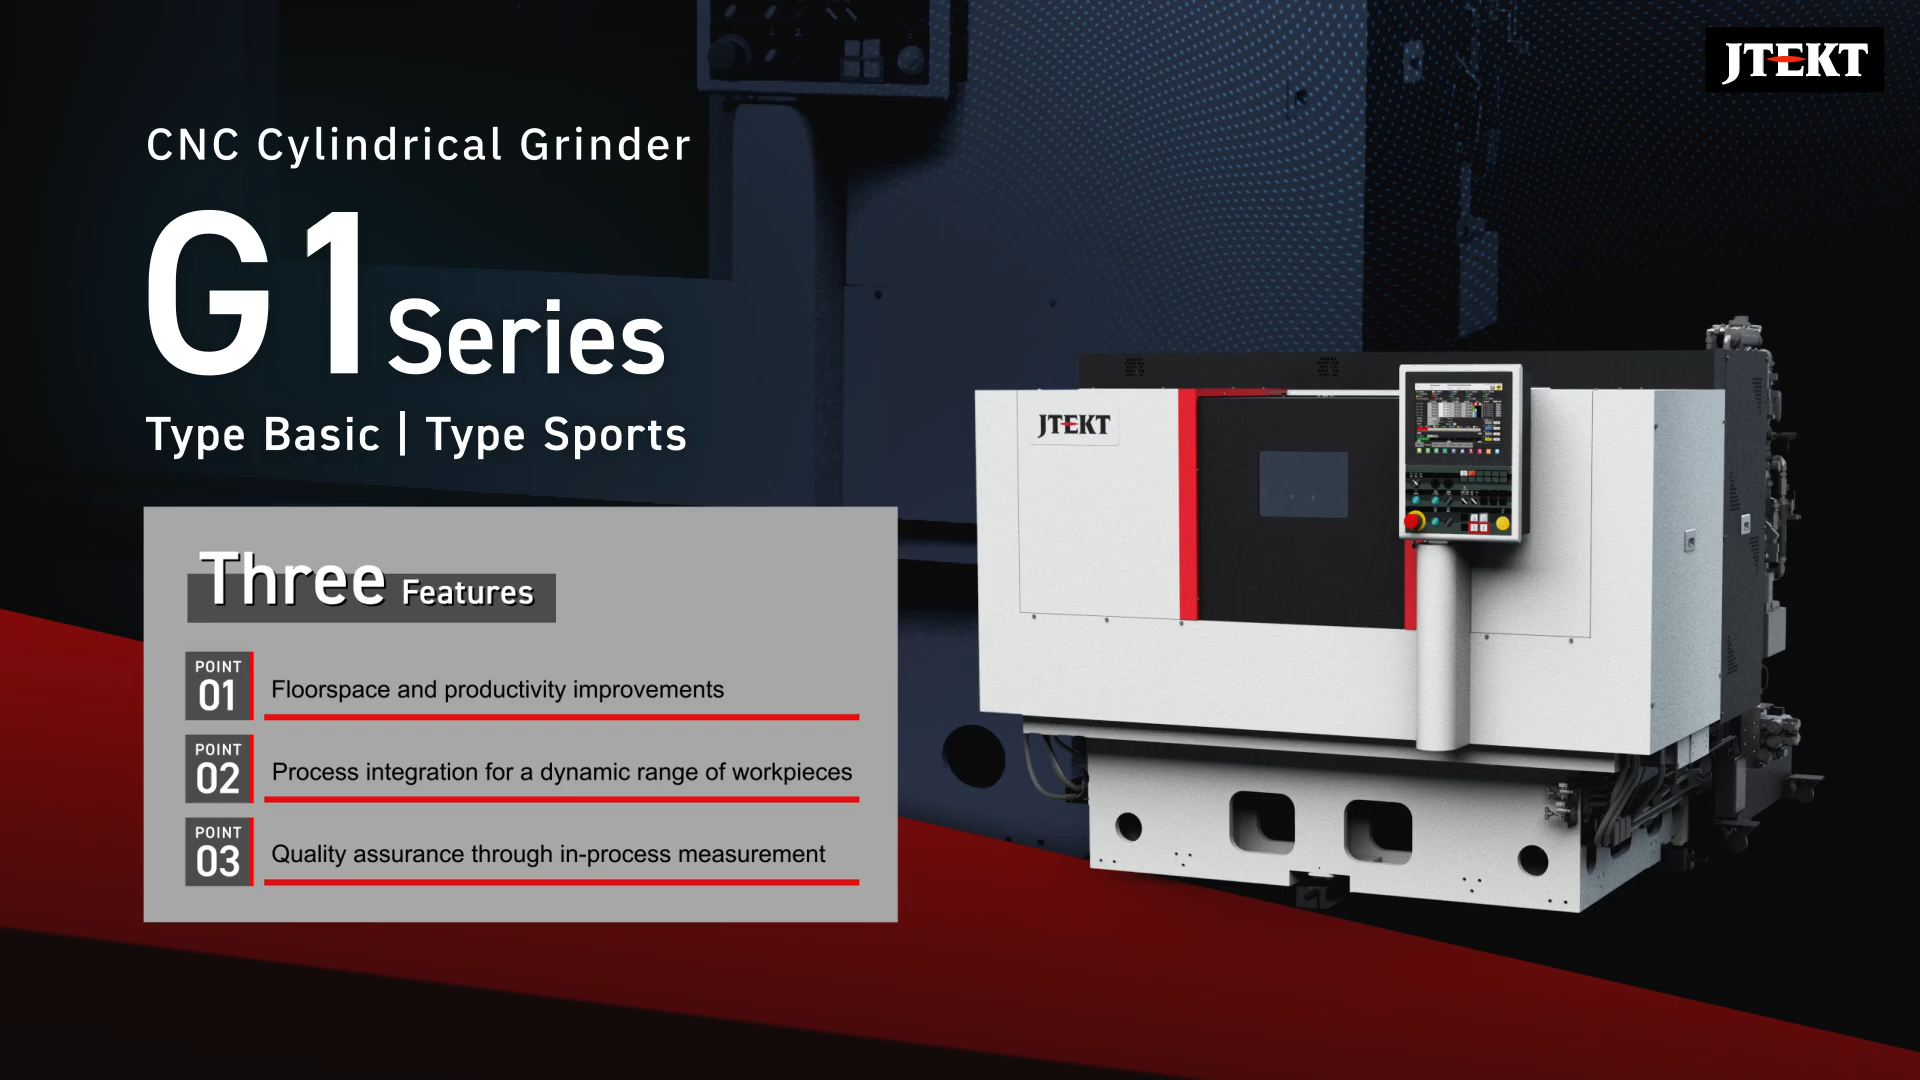 JTEKT
CNC Cylindrical Grinder
G1 Series
Type Basic | Type Sports
Three Features
POINT
01
Floorspace and productivity improvements
POINT
02
Process integration for a dynamic range of workpieces
POINT
03
Quality assurance through in-process measurement
JTEKT